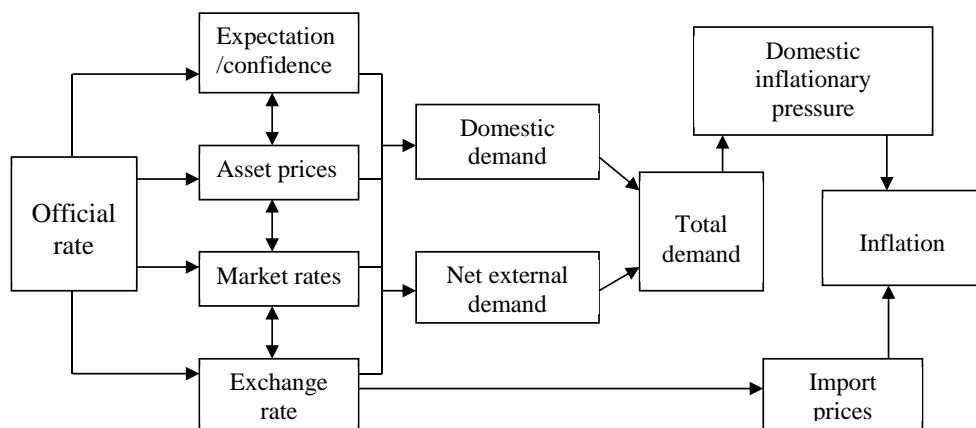 Expectation
/confidence
Asset prices
Market rates
Exchange
rate
Official
rate
Domestic
demand
Net external
demand
Total
demand
Domestic
inflationary
pressure
Inflation
Import
prices